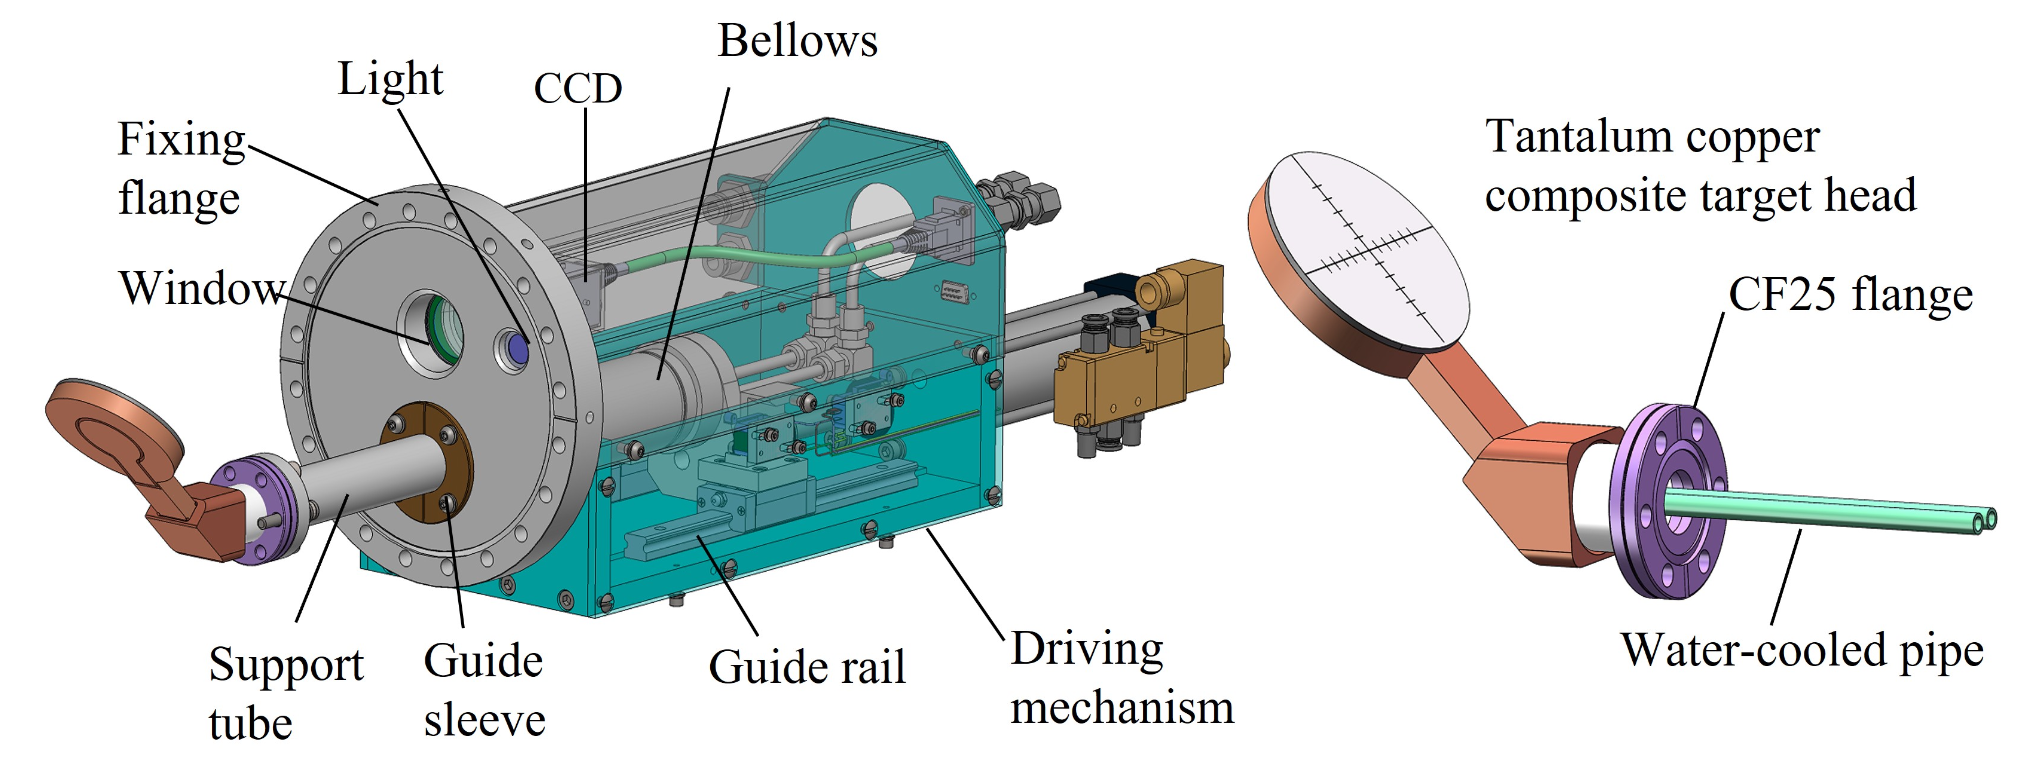 Bellows
Light
CCD
Fixing
flange
Window
Support
tube
Guide
sleeve
Guide rail
Driving
mechanism
Tantalum copper
composite target head
CF25 flange
Water-cooled pipe